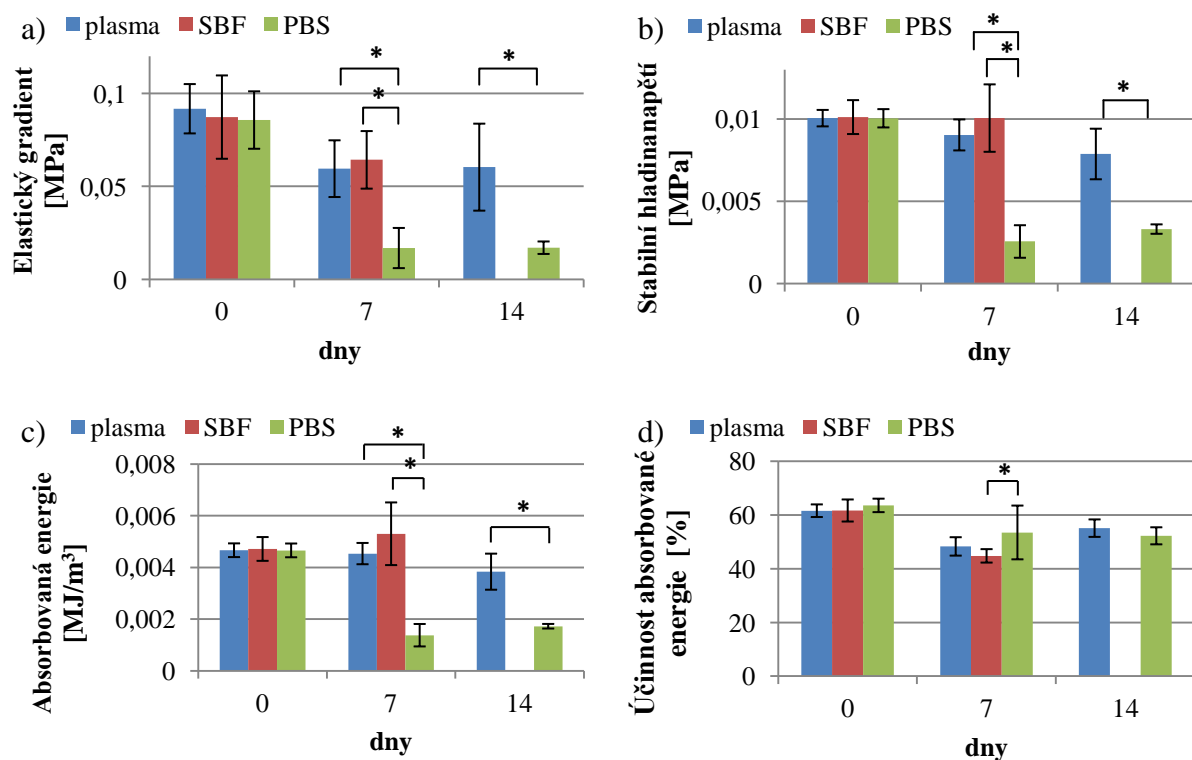 a) plasma SBF PBS
*
*
*
0,1
0,05
0
Elastický gradient
[MPa]
0 7 14
dny
b) plasma SBF PBS
*
*
*
0,01
0,005
0
Stabilní hladinanapětí
[MPa]
0 7 14
dny
c) plasma SBF PBS
*
*
*
0,008
0,006
0,004
0,002
0
Absorbovaná energie
[MJ/m³]
0 7 14
dny
d) plasma SBF PBS
*
80
60
40
20
0
Účinnost absorbované
energie [%]
0 7 14
dny